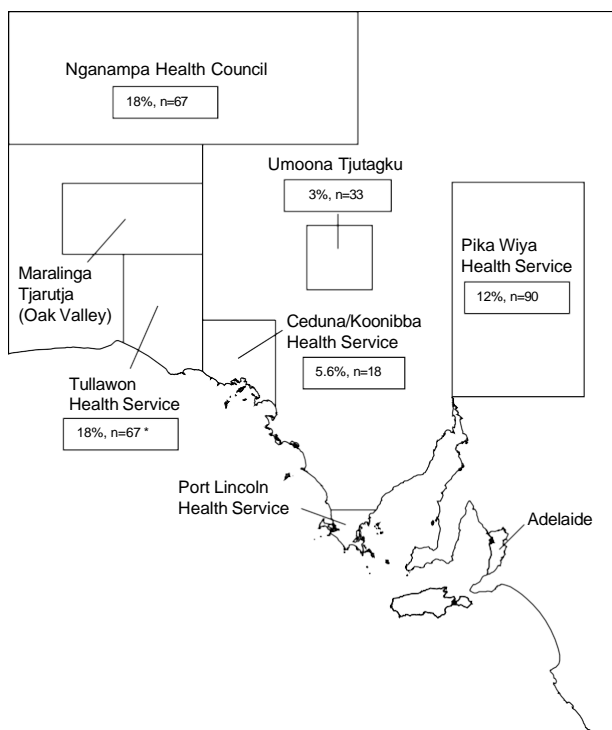 Nganampa Health Council
18%, n=67
Umoona Tjutagku
3%, n=33
Pika Wiya
Health Service
12%, n=90
Maralinga
Tjarutja
(Oak Valley)
Ceduna/Koonibba
Health Service
5.6%, n=18
Tullawon
Health Service
18%, n=67 *
Port Lincoln
Health Service
Adelaide